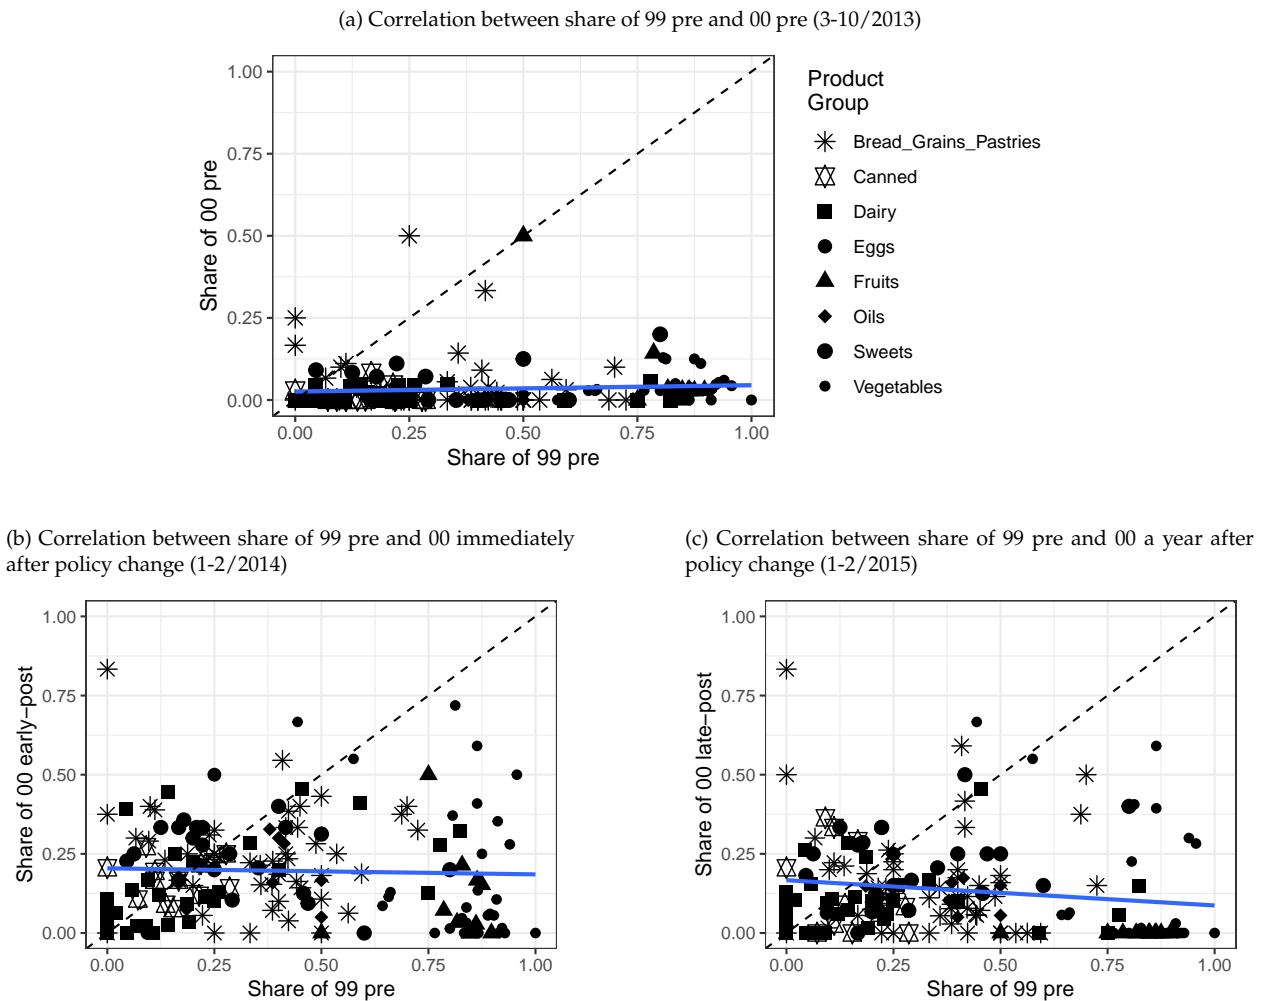 (a) Correlation between share of 99 pre and 00 pre (3-10/2013)
1.00
0.75
0.50
0.25
0.00
Share of 00 pre
0.00 0.25 0.50 0.75 1.00
Share of 99 pre
Product
Group
Bread_Grains_Pastries
Canned
Dairy
Eggs
Fruits
Oils
Sweets
Vegetables
(b) Correlation between share of 99 pre and 00 immediately
after policy change (1-2/2014)
1.00
0.75
0.50
0.25
0.00
Share of 00 early−post
0.00 0.25 0.50 0.75 1.00
Share of 99 pre
(c) Correlation between share of 99 pre and 00 a year after
policy change (1-2/2015)
1.00
0.75
0.50
0.25
0.00
Share of 00 late−post
0.00 0.25 0.50 0.75 1.00
Share of 99 pre